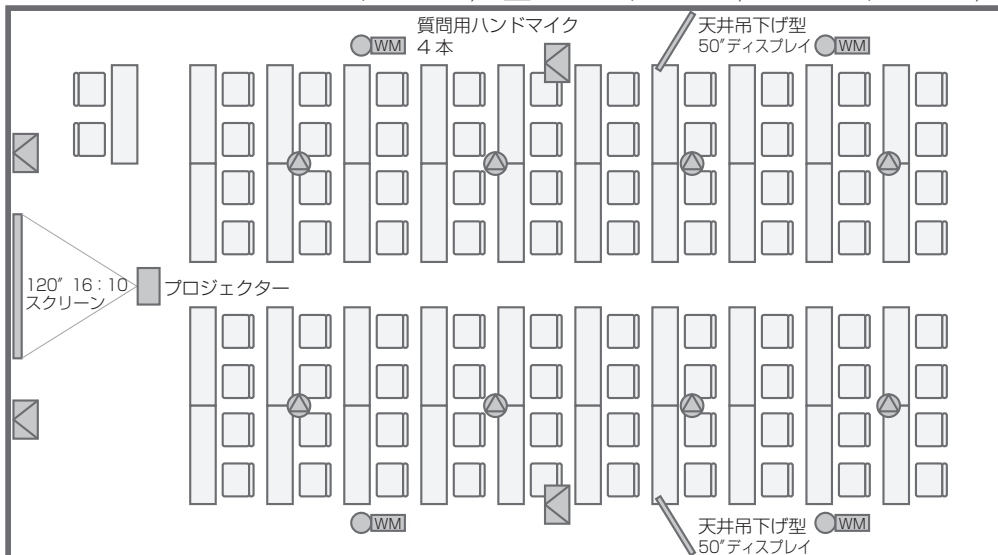 質問用ハンドマイク
4 本
WM
天井吊下げ型
50″ディスプレイ
WM
120″ 16：10
スクリーン
プロジェクター
WM
天井吊下げ型
50″ディスプレイ
WM